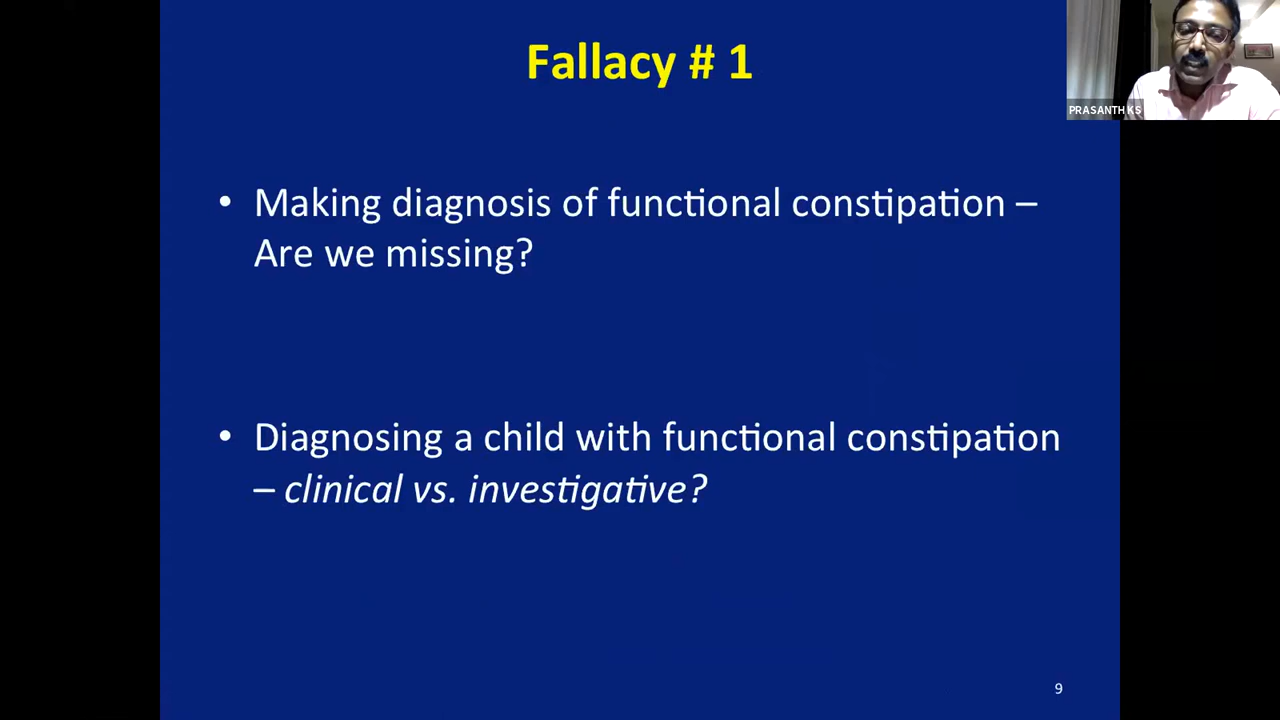 Fallacy # 1
PRASANTH KS
• Making diagnosis of functional constipation –
Are we missing?
• Diagnosing a child with functional constipation
– clinical vs. investigative?
9